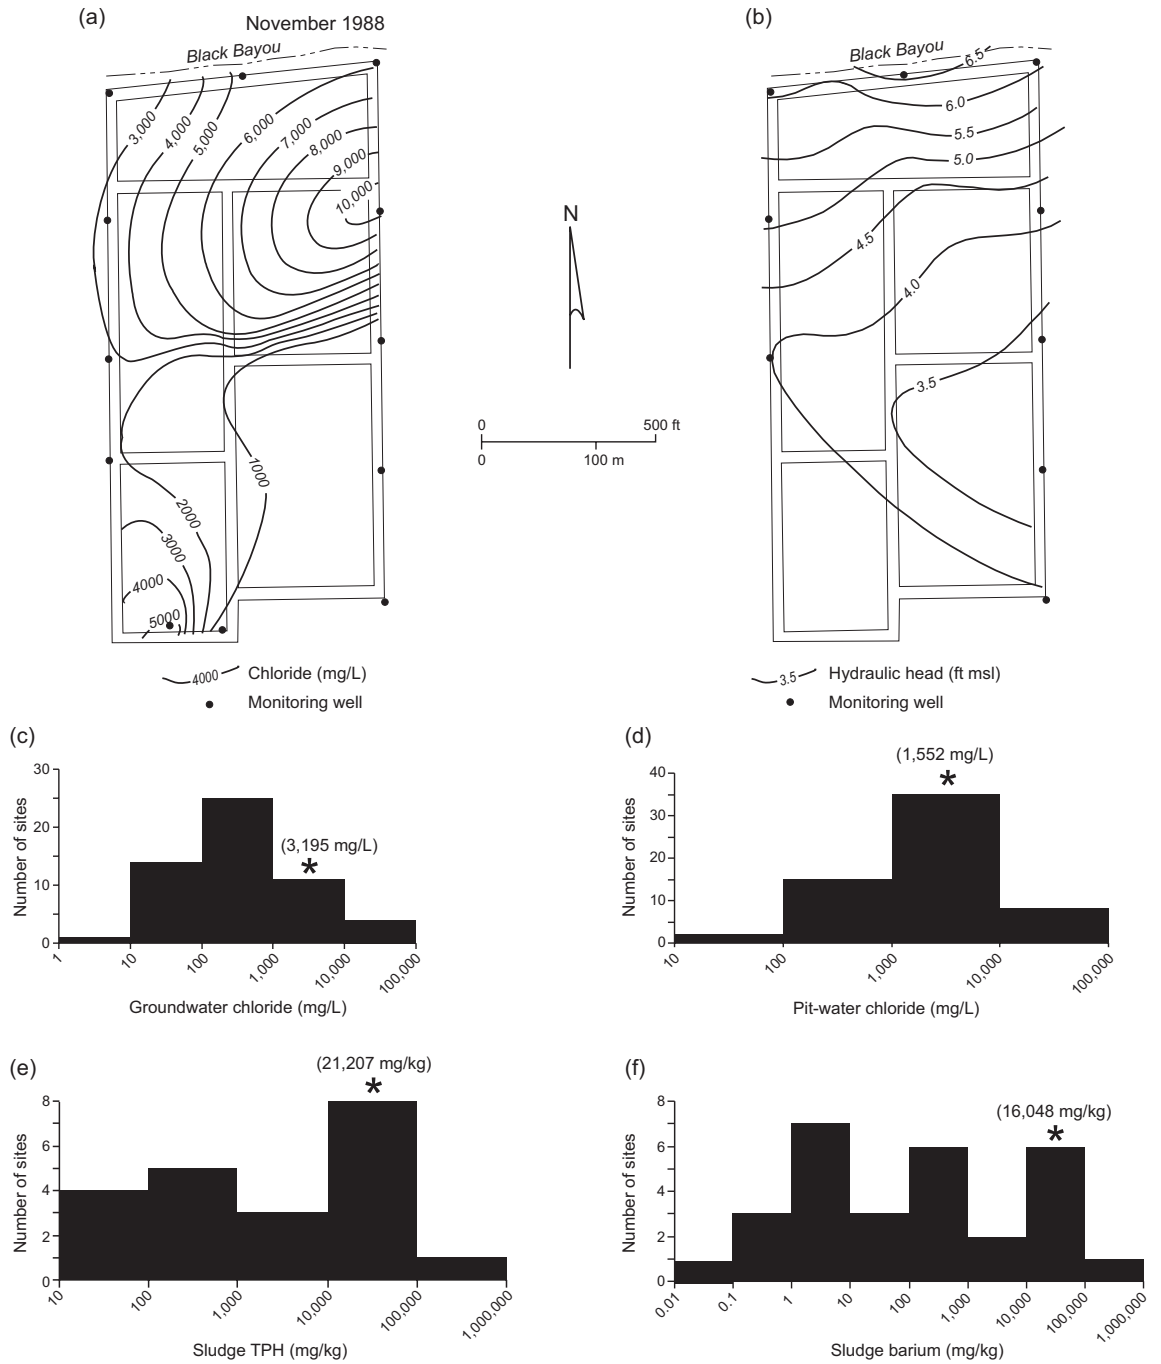 (a)
November 1988
Black Bayou
3,000
4,000
5,000
6,000
7,000
8,000
9,000
10,000
1000
2000
3000
4000
5000
4000
Chloride (mg/L)
Monitoring well
N
0
500 ft
0
100 m
(b)
Black Bayou
6.5
6.0
5.5
5.0
4.5
4.0
3.5
3.5
Hydraulic head (ft msl)
Monitoring well
(c)
30
20
10
0
Number of sites
(3,195 mg/L)
*
1
10
100
1,000
10,000
100,000
Groundwater chloride (mg/L)
(d)
40
30
20
10
0
Number of sites
(1,552 mg/L)
*
10
100
1,000
10,000
100,000
Pit-water chloride (mg/L)
(e)
8
6
4
2
0
Number of sites
(21,207 mg/kg)
*
10
100
1,000
10,000
100,000
1,000,000
Sludge TPH (mg/kg)
(f)
8
6
4
2
0
Number of sites
(16,048 mg/kg)
*
0.01
0.1
1
10
100
1,000
10,000
100,000
1,000,000
Sludge barium (mg/kg)